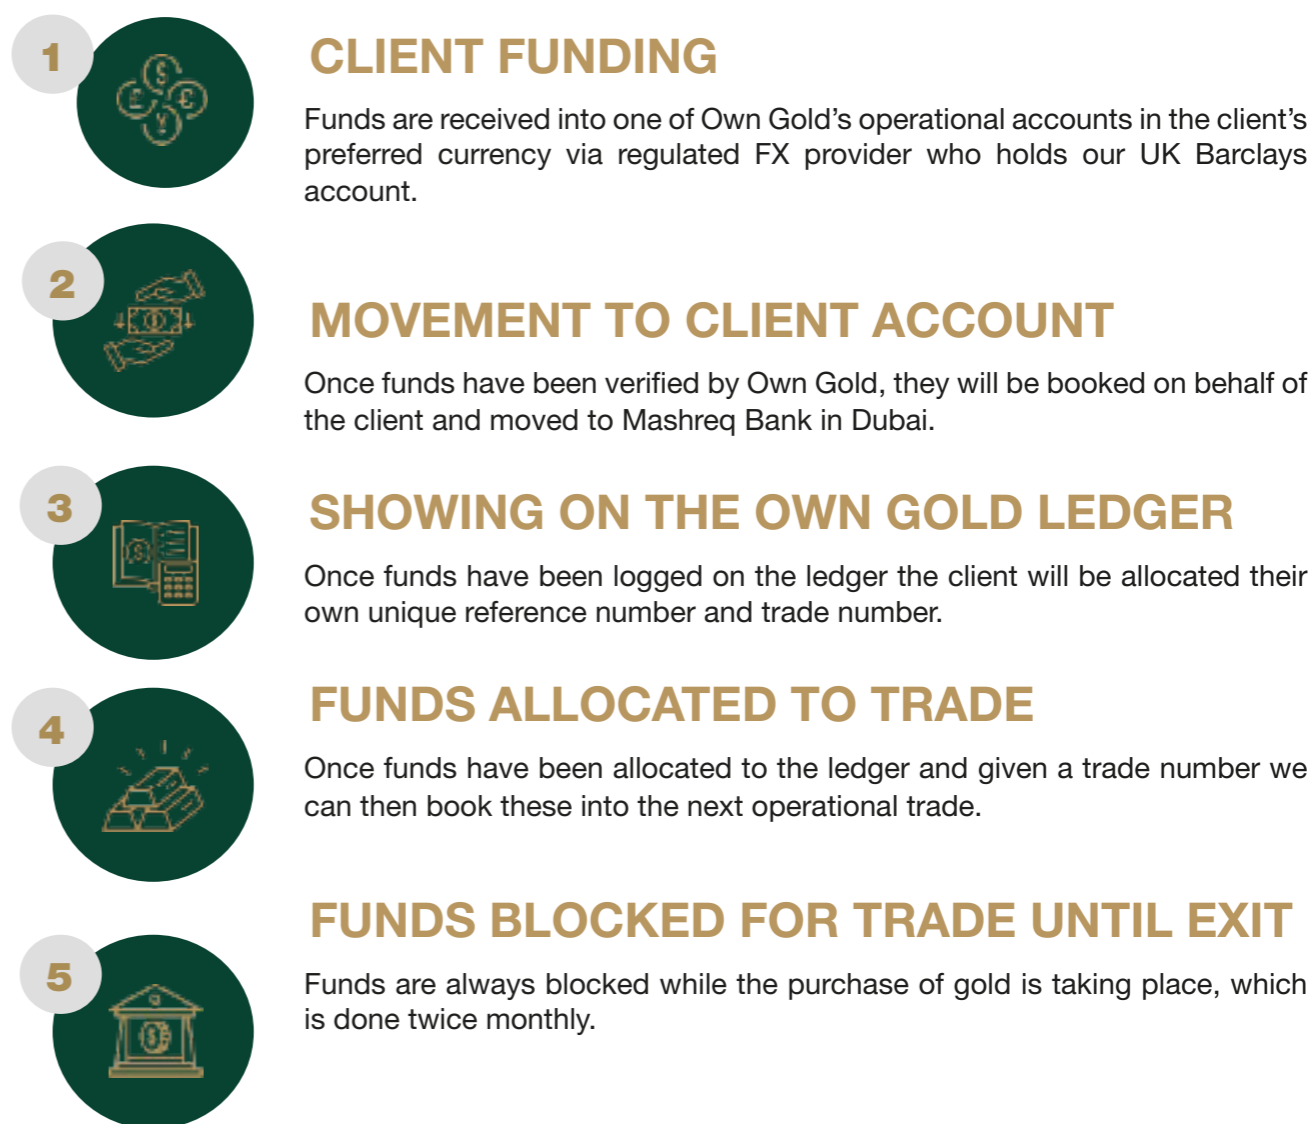 1
CLIENT FUNDING
Funds are received into one of Own Gold’s operational accounts in the client’s
preferred currency via regulated FX provider who holds our UK Barclays
account.
2
MOVEMENT TO CLIENT ACCOUNT
Once funds have been verified by Own Gold, they will be booked on behalf of
the client and moved to Mashreq Bank in Dubai.
3
SHOWING ON THE OWN GOLD LEDGER
Once funds have been logged on the ledger the client will be allocated their
own unique reference number and trade number.
4
FUNDS ALLOCATED TO TRADE
Once funds have been allocated to the ledger and given a trade number we
can then book these into the next operational trade.
5
FUNDS BLOCKED FOR TRADE UNTIL EXIT
Funds are always blocked while the purchase of gold is taking place, which
is done twice monthly.